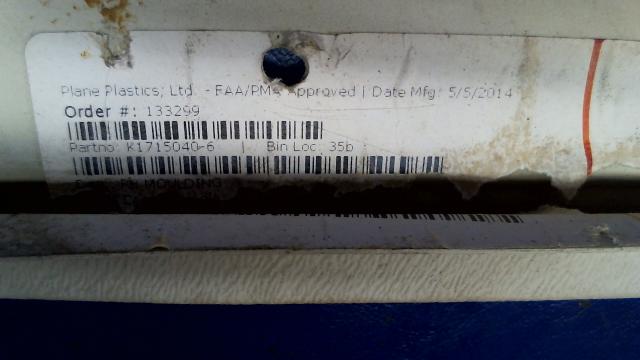 Plane Plastics; Ltd. - FAA/PMA Approved | Date Mfg: 5/5/2014
Order #: 133299
Partno: K1715040-6 | Bin Loc: 35b
MOULDING